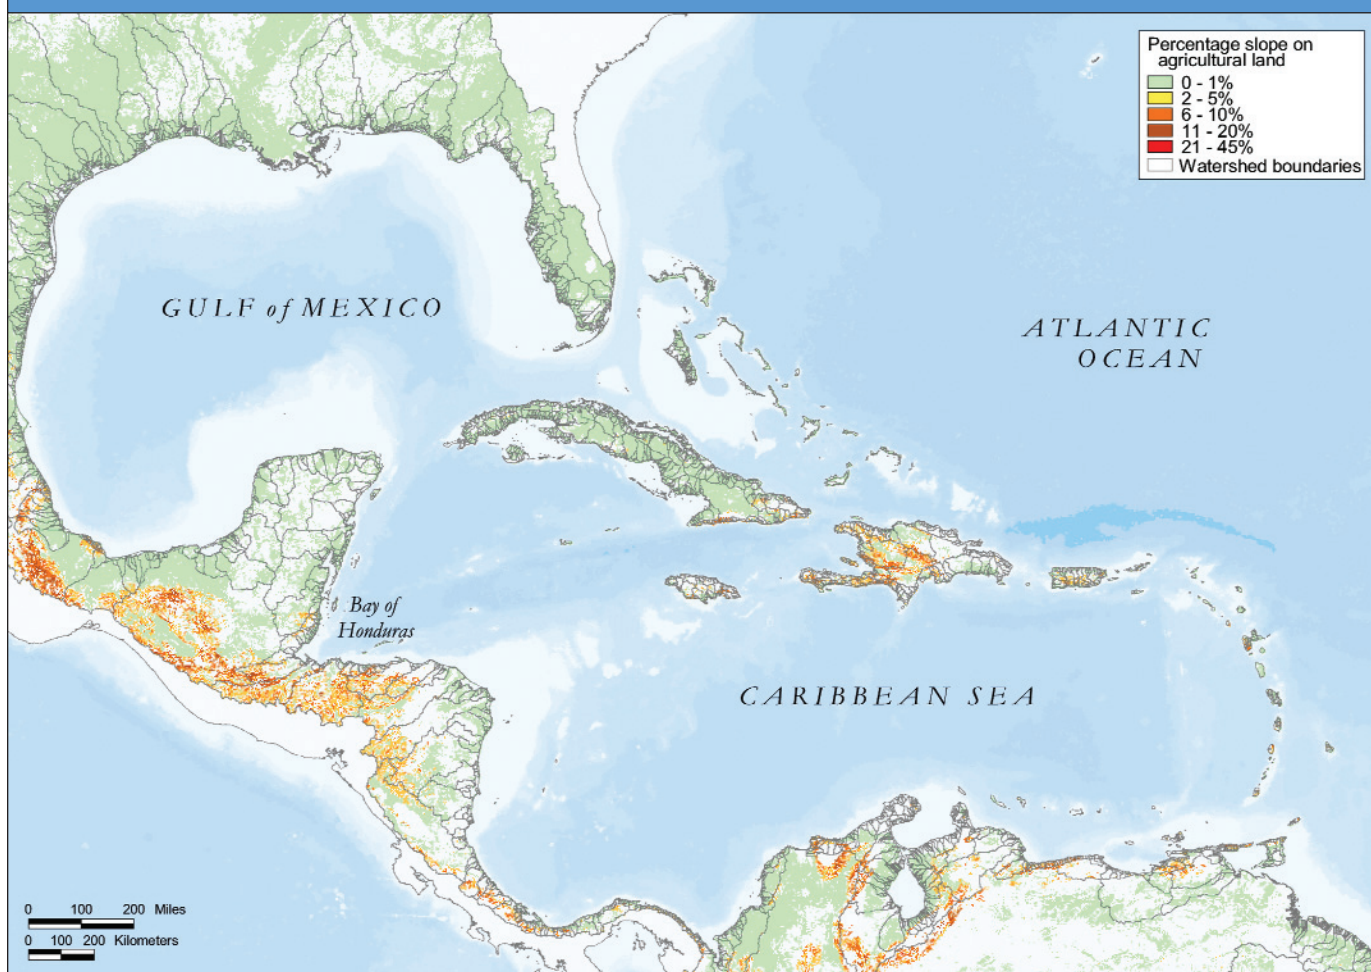 Percentage slope on
agricultural land
0 - 1%
2 - 5%
6 - 10%
11 - 20%
21 - 45%
Watershed boundaries
GULF of MEXICO
ATLANTIC
OCEAN
Bay of
Honduras
CARIBBEAN SEA
0 100 200 Miles
0 100 200 Kilometers